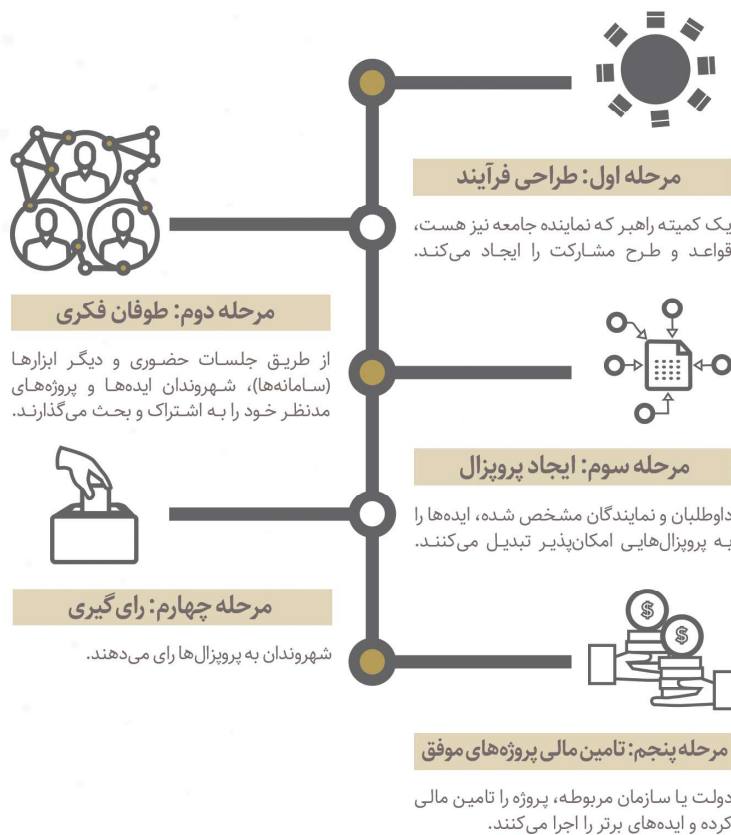 مرحله اول: طراحی فرآیند
یک کمیته راهبر که نماینده جامعه نیز هست،
قواعد و طرح مشارکت را ایجاد می‌کند.
مرحله دوم: طوفان فکری
از طریق جلسات حضوری و دیگر ابزارها
(سامانه‌ها)، شهروندان ایده‌ها و پروژه‌های
مدنظر خود را به اشتراک و بحث می‌گذارند.
مرحله سوم: ایجاد پروپزال
داوطلبان و نمایندگان مشخص شده، ایده‌ها را
به پروپزال‌هایی امکان‌پذیر تبدیل می‌کنند.
مرحله چهارم: رای‌گیری
شهروندان به پروپزال‌ها رای می‌دهند.
$
$
مرحله پنجم: تامین مالی پروژه‌های موفق
دولت یا سازمان مربوطه، پروژه را تامین مالی
کرده و ایده‌های برتر را اجرا می‌کنند.